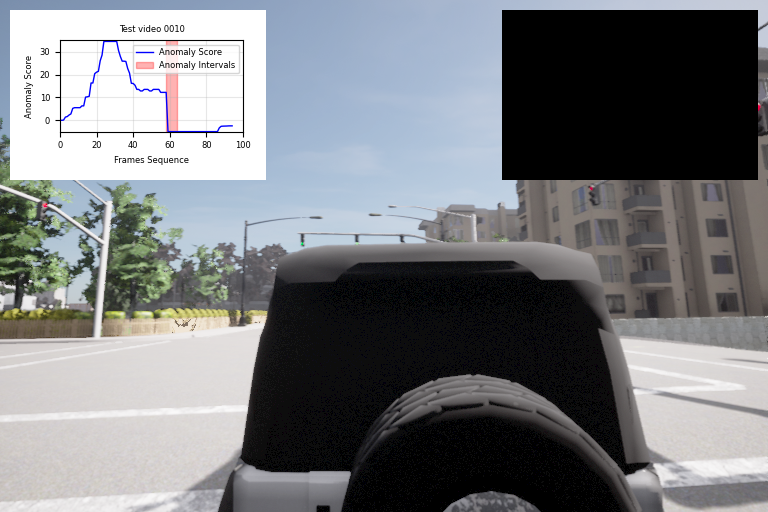 Test video 0010
Anomaly Score
30
20
10
0
Anomaly Score
Anomaly Intervals
0 20 40 60 80 100
Frames Sequence